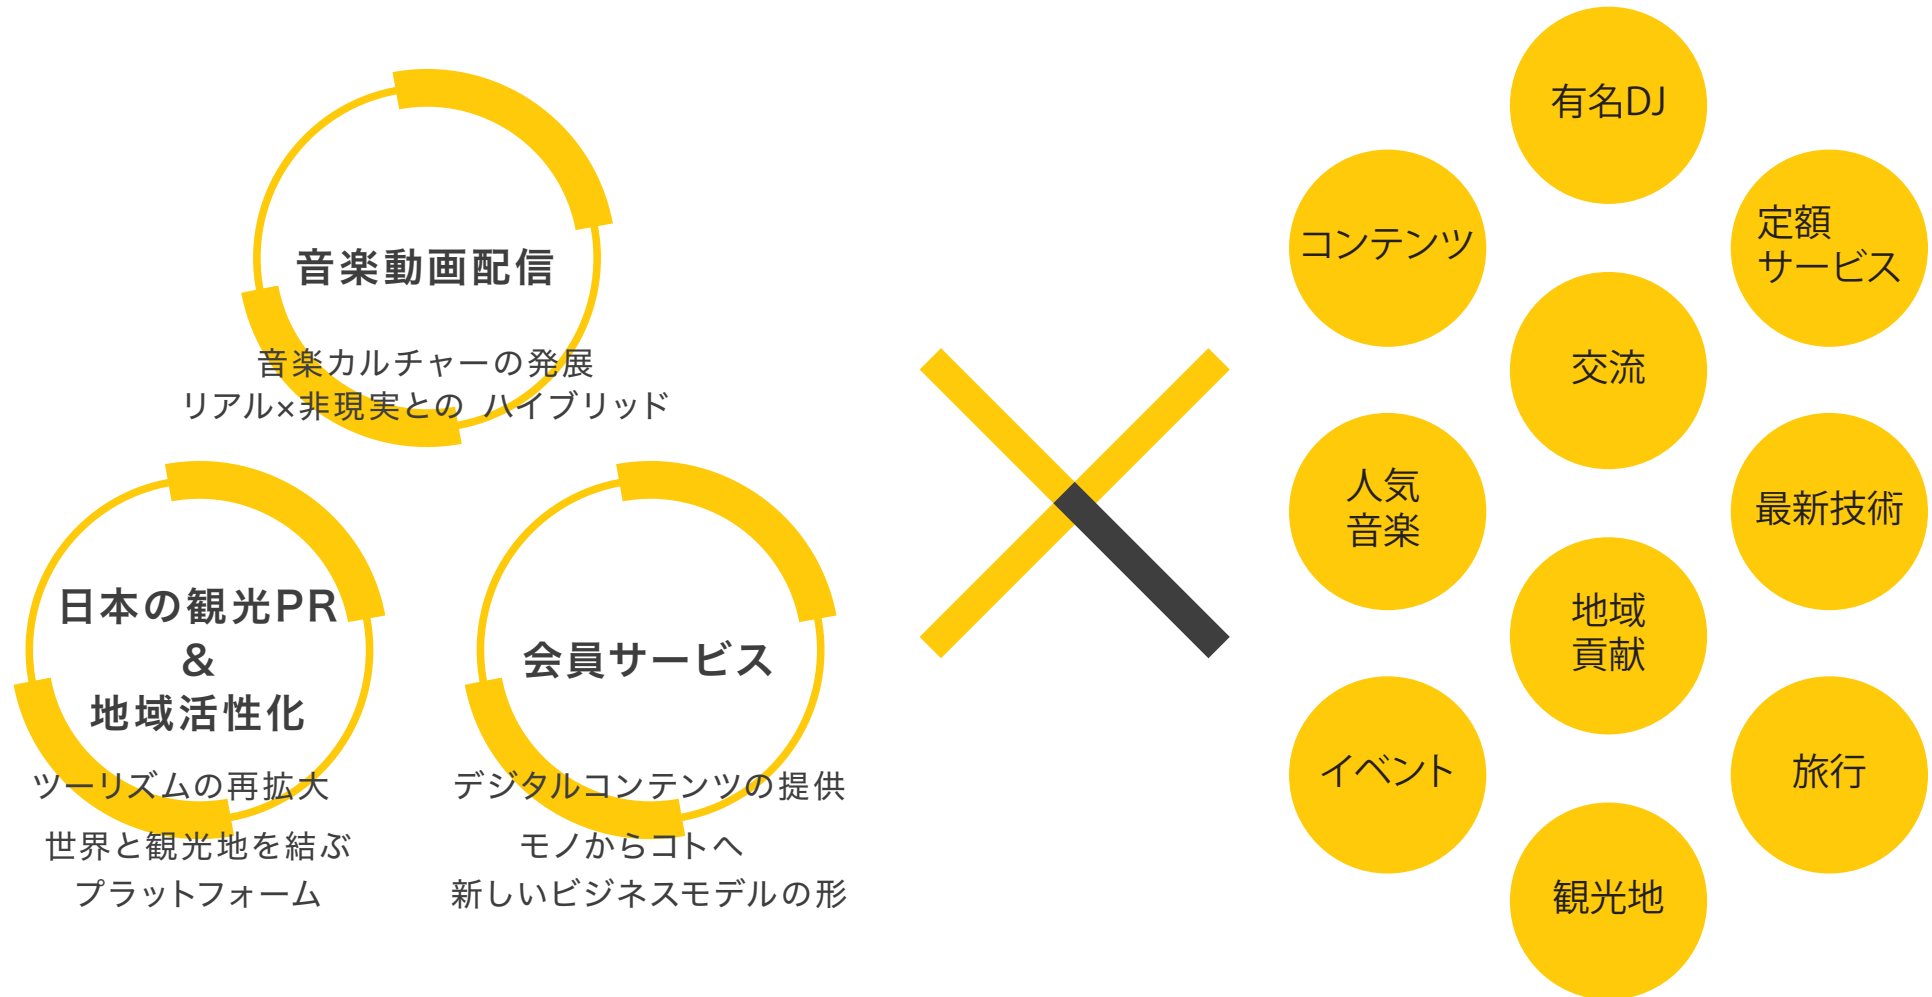 音楽動画配信
音楽カルチャーの発展
リアル×非現実との ハイブリッド
日本の観光PR
&
地域活性化
ツーリズムの再拡大
世界と観光地を結ぶ
プラットフォーム
会員サービス
デジタルコンテンツの提供
モノからコトへ
新しいビジネスモデルの形
有名DJ
コンテンツ
定額
サービス
交流
人気
音楽
最新技術
地域
貢献
イベント
旅行
観光地